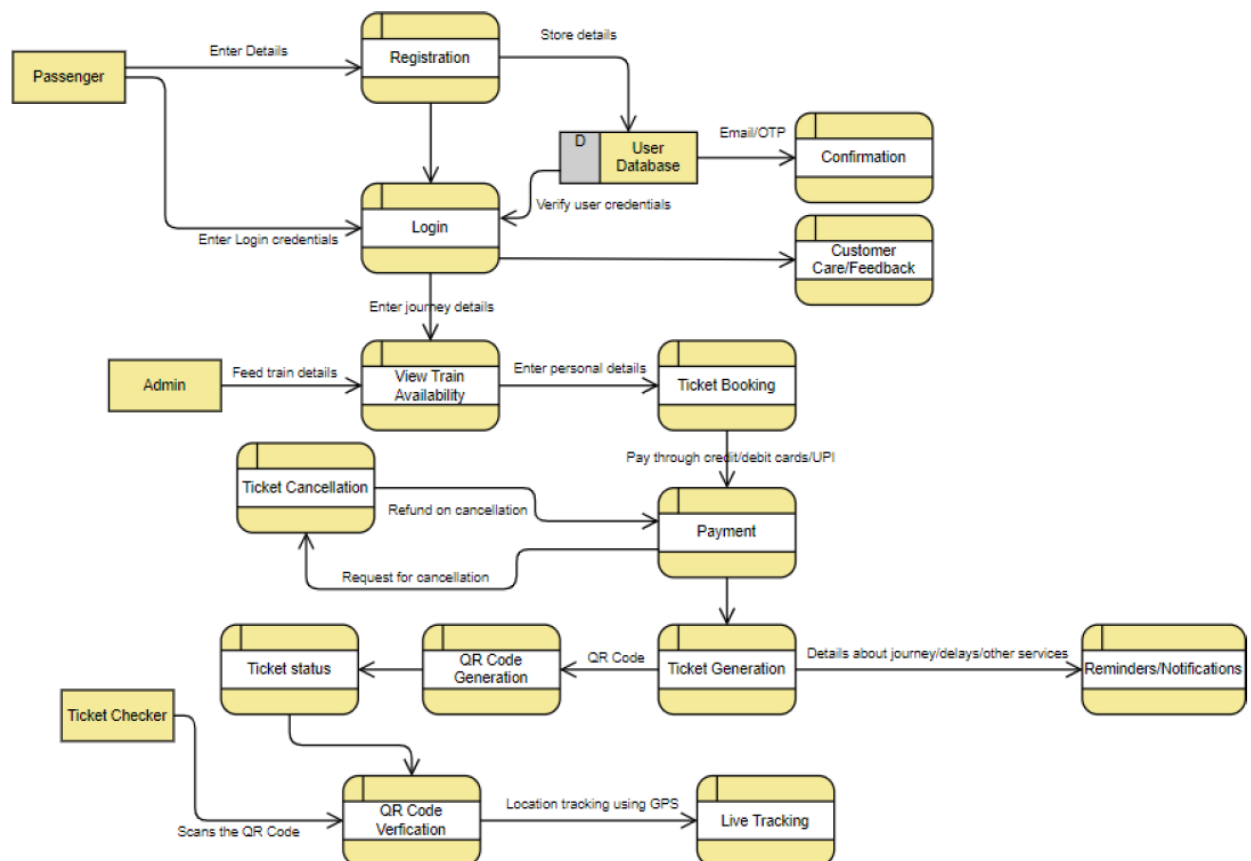 Enter Details
Registration
Store details
Passenger
D
User
Database
Email/OTP
Confirmation
Verify user credentials
Login
Enter Login credentials
Customer
Care/Feedback
Enter journey details
Admin
Feed train details
View Train
Availability
Enter personal details
Ticket Booking
Pay through credit/debit cards/UPI
Ticket Cancellation
Refund on cancellation
Payment
Request for cancellation
Ticket status
QR Code
Generation
QR Code
Ticket Generation
Details about journey/delays/other services
Reminders/Notifications
Ticket Checker
Scans the QR Code
QR Code
Verfication
Location tracking using GPS
Live Tracking